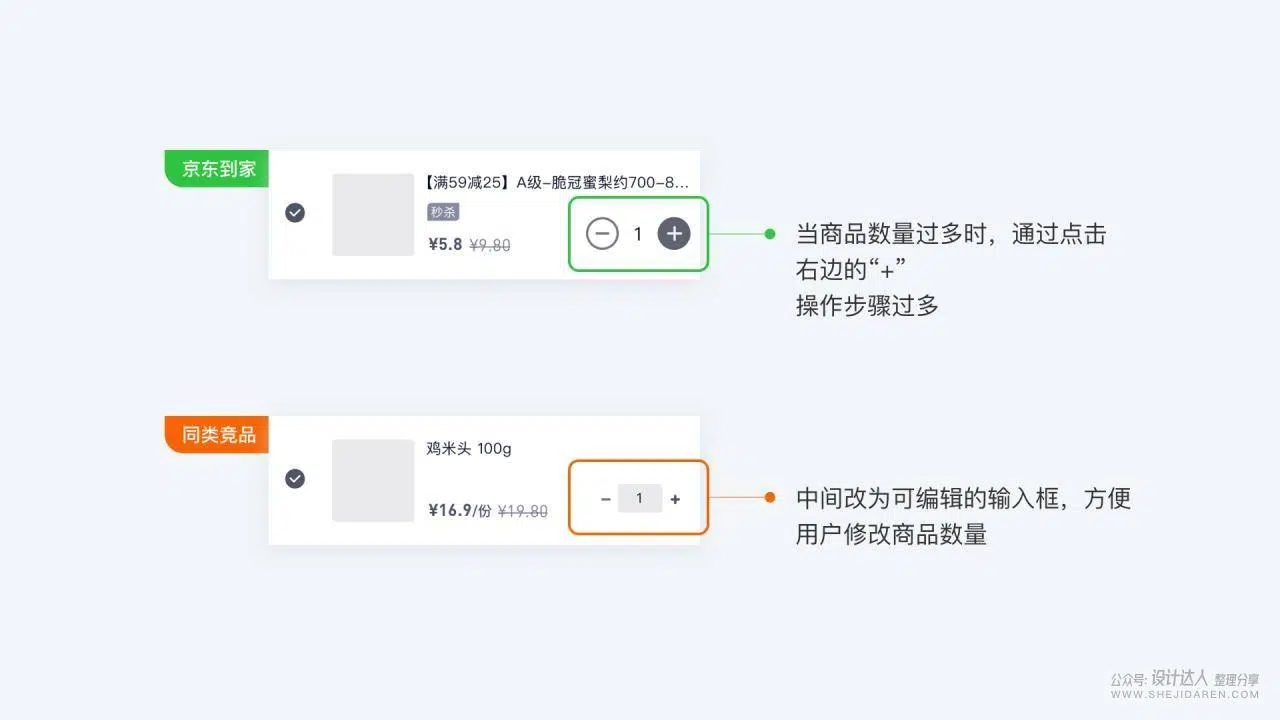 京东到家
【满59减25】A级-脆冠蜜梨约700-8...
秒杀
¥5.8 ¥9.80
1
当商品数量过多时，通过点击
右边的“+”
操作步骤过多
同类竞品
鸡米头 100g
¥16.9/份 ¥19.80
1
中间改为可编辑的输入框，方便
用户修改商品数量
公众号: 设计达人 整理分享
WWW.SHEJIDAREN.COM